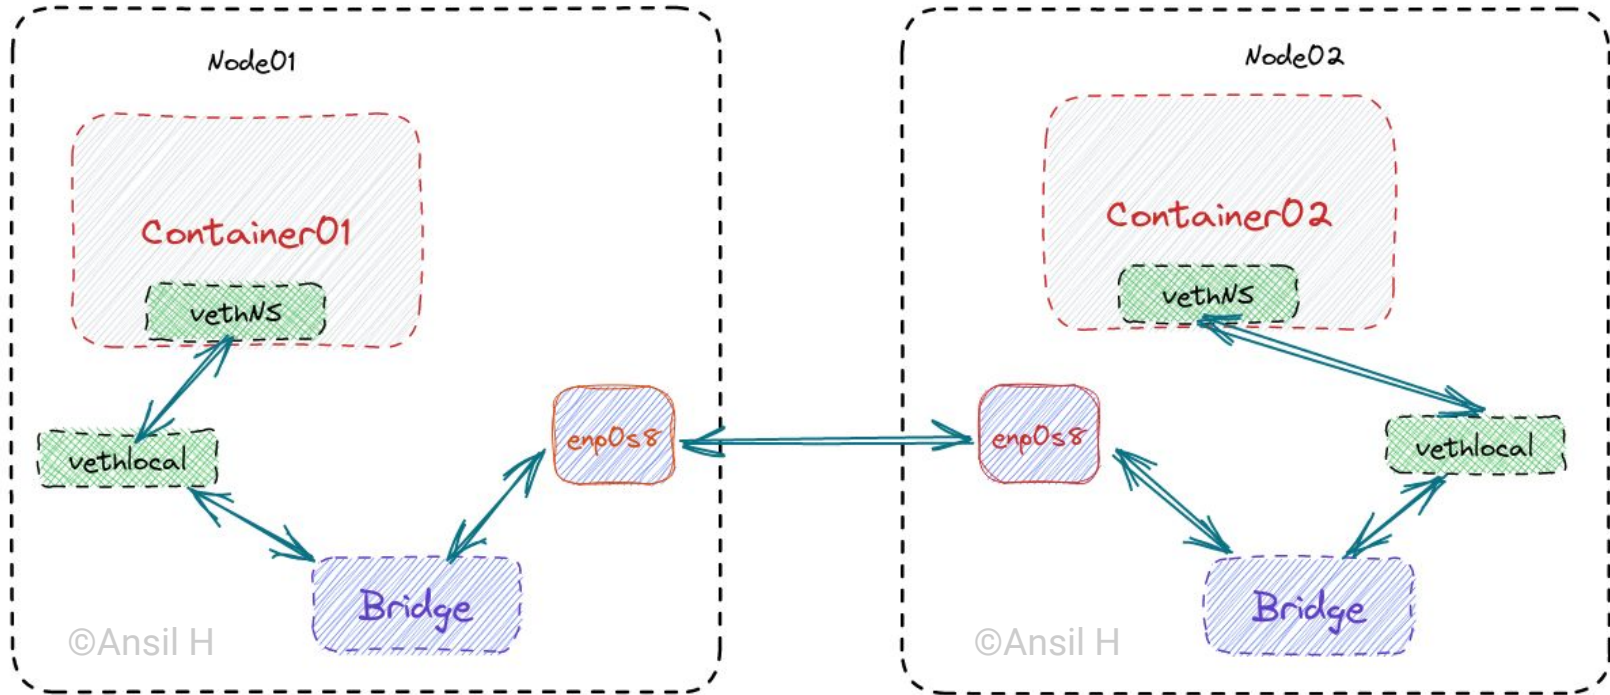 Node01
Container01
vethNS
vethlocal
enp0s8
Bridge
©Ansil H
Node02
Container02
vethNS
enp0s8
vethlocal
Bridge
©Ansil H